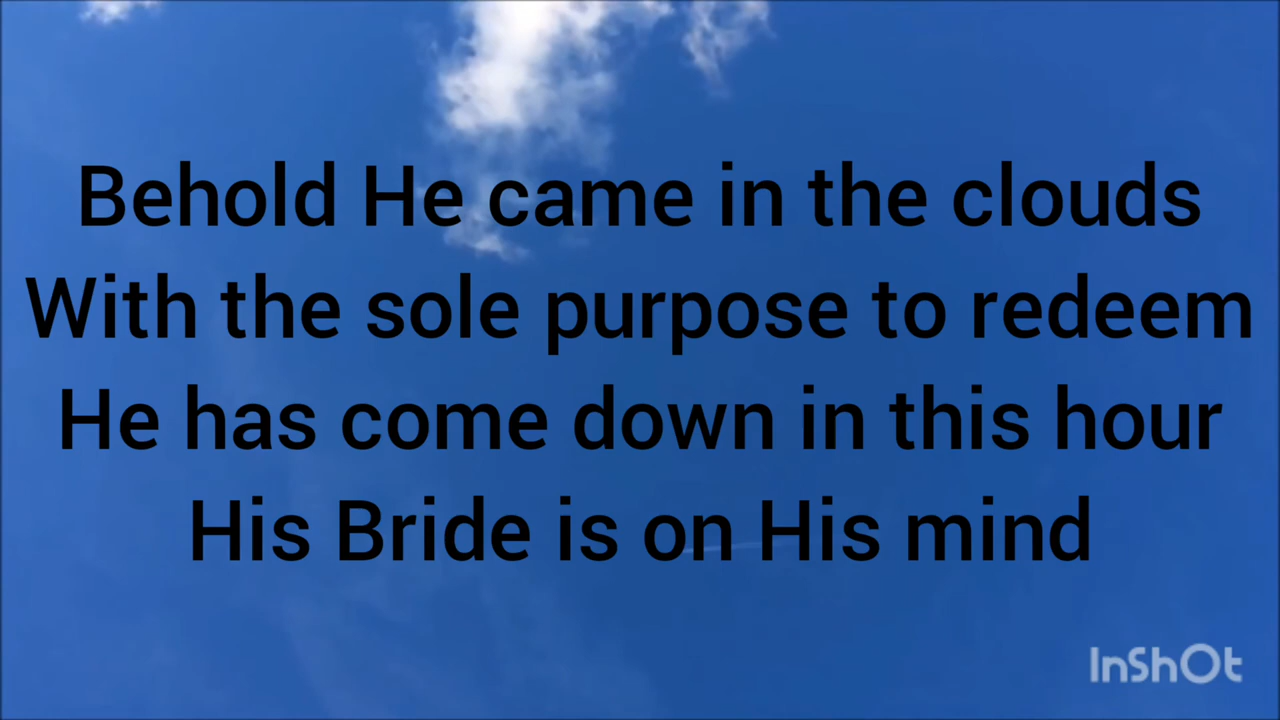 Behold He came in the clouds
With the sole purpose to redeem
He has come down in this hour
His Bride is on His mind
InShOt